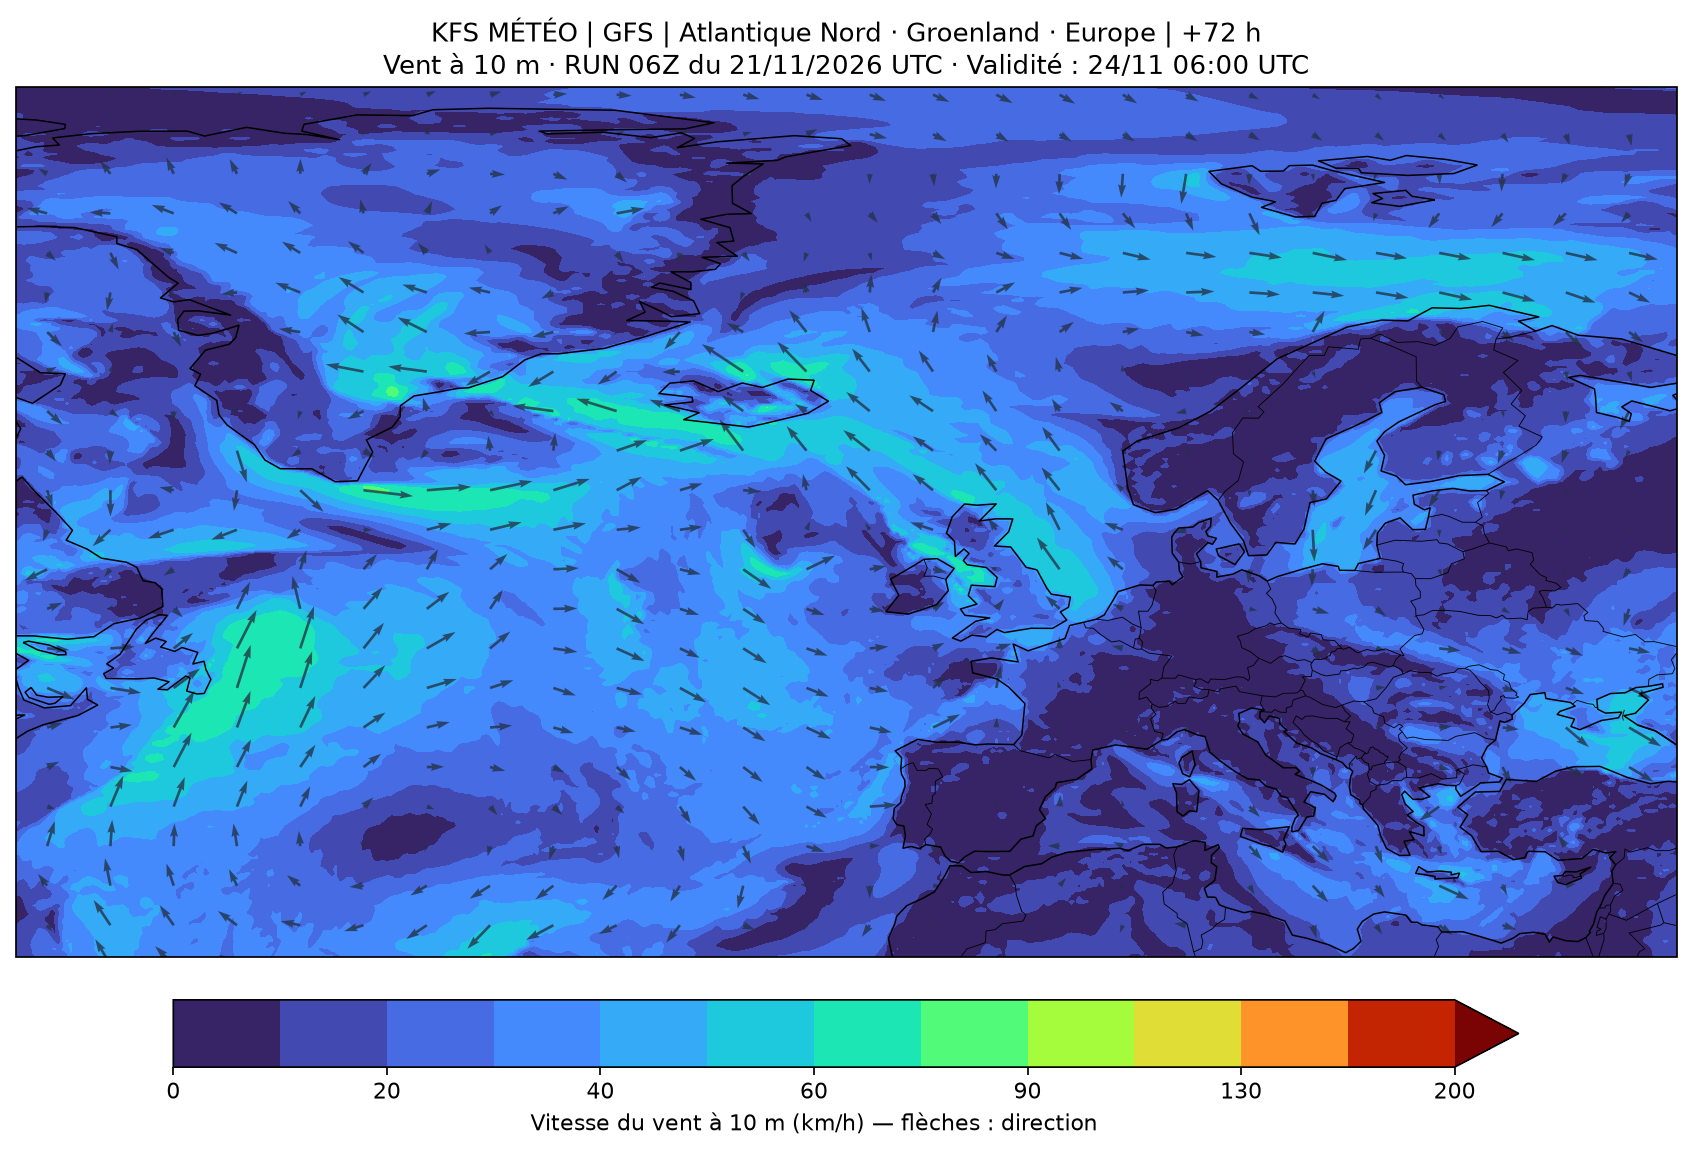 KFS MÉTÉO | GFS | Atlantique Nord · Groenland · Europe | +72 h
Vent à 10 m · RUN 06Z du 21/11/2026 UTC · Validité : 24/11 06:00 UTC
0 20 40 60 90 130 200
Vitesse du vent à 10 m (km/h) — flèches : direction